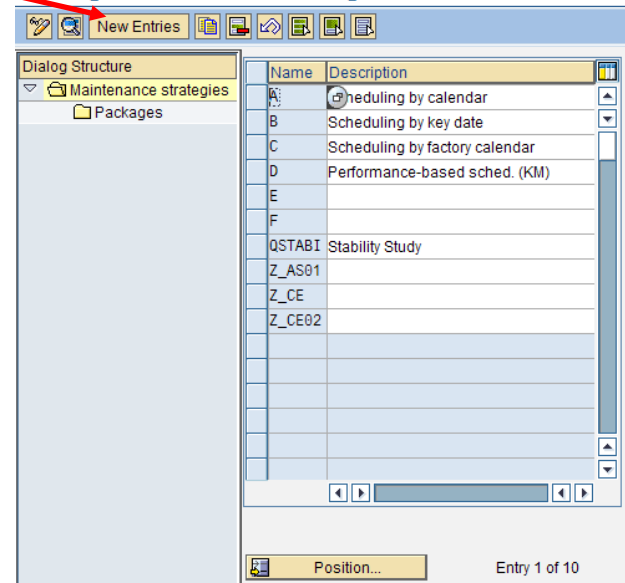 New Entries
Dialog Structure
Maintenance strategies
Packages
Name Description
A heduling by calendar
B Scheduling by key date
C Scheduling by factory calendar
D Performance-based sched. (KM)
E
F
QSTABI Stability Study
Z_AS01
Z_CE
Z_CE02
Position... Entry 1 of 10